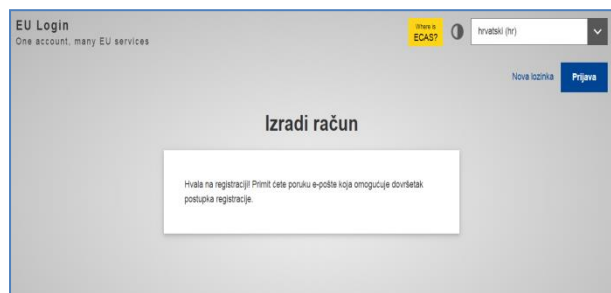 EU Login
One account, many EU services
Where is
ECAS?
hrvatski (hr)
Nova lozinka
Prijava
Izradi račun
Hvala na registraciji! Primit ćete poruku e-pošte koja omogućuje dovršetak
postupka registracije.